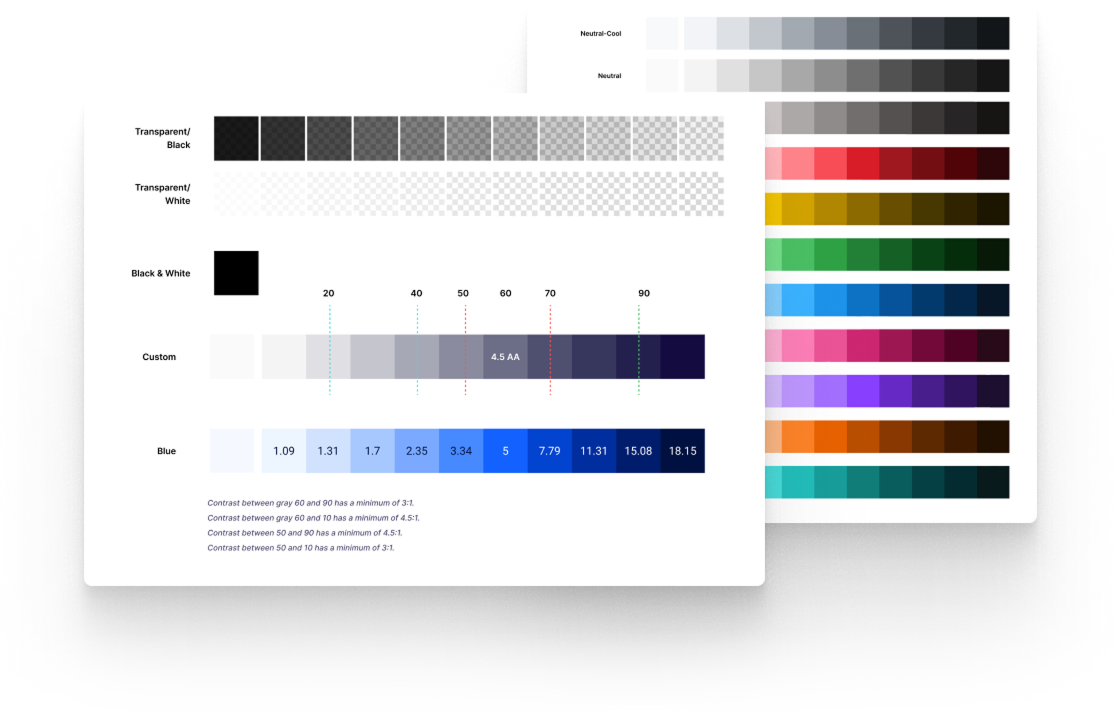 Neutral-Cool
Neutral
Transparent/
Black
Transparent/
White
Black & White
20 40 50 60 70 90
Custom
4.5 AA
Blue
1.09 1.31 1.7 2.35 3.34 5 7.79 11.31 15.08 18.15
Contrast between gray 60 and 90 has a minimum of 3:1.
Contrast between gray 60 and 10 has a minimum of 4.5:1.
Contrast between 50 and 90 has a minimum of 4.5:1.
Contrast between 50 and 10 has a minimum of 3:1.